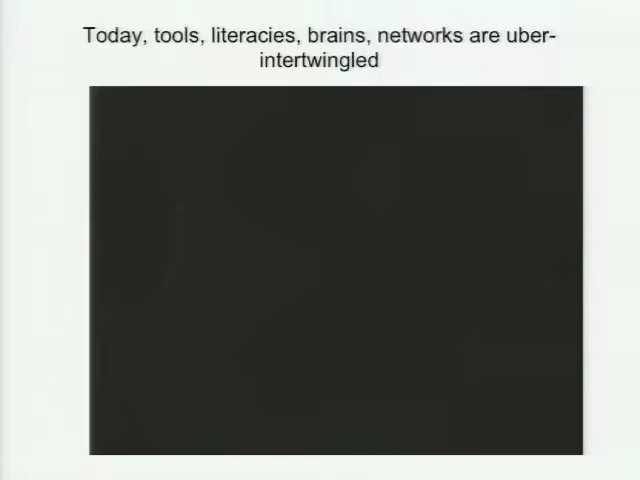 Today, tools, literacies, brains, networks are uber-
intertwingled